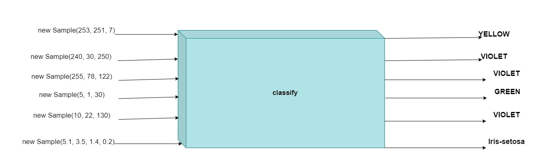 new Sample(253, 251, 7)
YELLOW
new Sample(240, 30, 250)
VIOLET
new Sample(255, 78, 122)
VIOLET
classify
new Sample(5, 1, 30)
GREEN
new Sample(10, 22, 130)
VIOLET
new Sample(5.1, 3.5, 1.4, 0.2)
Iris-setosa